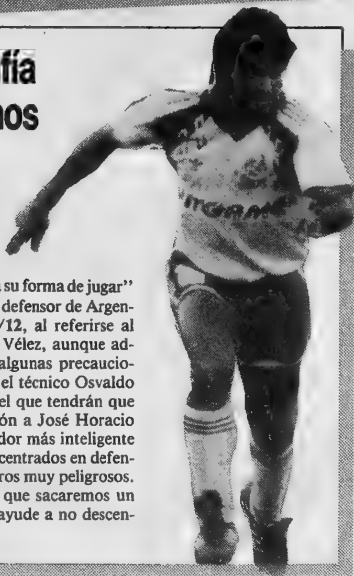 fía
nos
a su forma de jugar"
defensor de Argen-
/12, al referirse al
Vélez, aunque ad-
algunas precaucio-
el técnico Osvaldo
el que tendrán que
ón a José Horacio
dor más inteligente
centrados en defen-
ros muy peligrosos.
que sacaremos un
ayude a no descen-